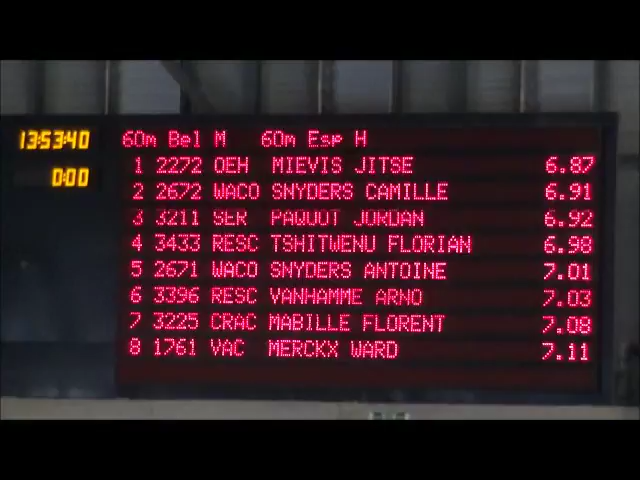 13:53:40
0:00
60m Bel M 60m Esp H
1 2272 OEH MIEVIS JITSE 6.87
2 2672 WACO SNYDERS CAMILLE 6.91
3 3211 SER PAQUOT JORDAN 6.92
4 3433 RESC TSHITWENU FLORIAN 6.98
5 2671 WACO SNYDERS ANTOINE 7.01
6 3396 RESC VANHAMME ARNO 7.03
7 3225 CRAC MABILLE FLORENT 7.08
8 1761 VAC MERCKX WARD 7.11